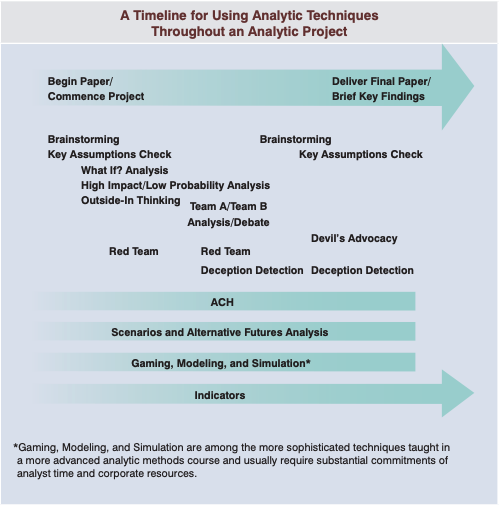 A Timeline for Using Analytic Techniques
Throughout an Analytic Project
Begin Paper/
Commence Project
Deliver Final Paper/
Brief Key Findings
Brainstorming
Brainstorming
Key Assumptions Check
Key Assumptions Check
What If? Analysis
High Impact/Low Probability Analysis
Outside-In Thinking
Team A/Team B
Analysis/Debate
Devil's Advocacy
Red Team
Red Team
Deception Detection
Deception Detection
ACH
Scenarios and Alternative Futures Analysis
Gaming, Modeling, and Simulation*
Indicators
*Gaming, Modeling, and Simulation are among the more sophisticated techniques taught in
a more advanced analytic methods course and usually require substantial commitments of
analyst time and corporate resources.